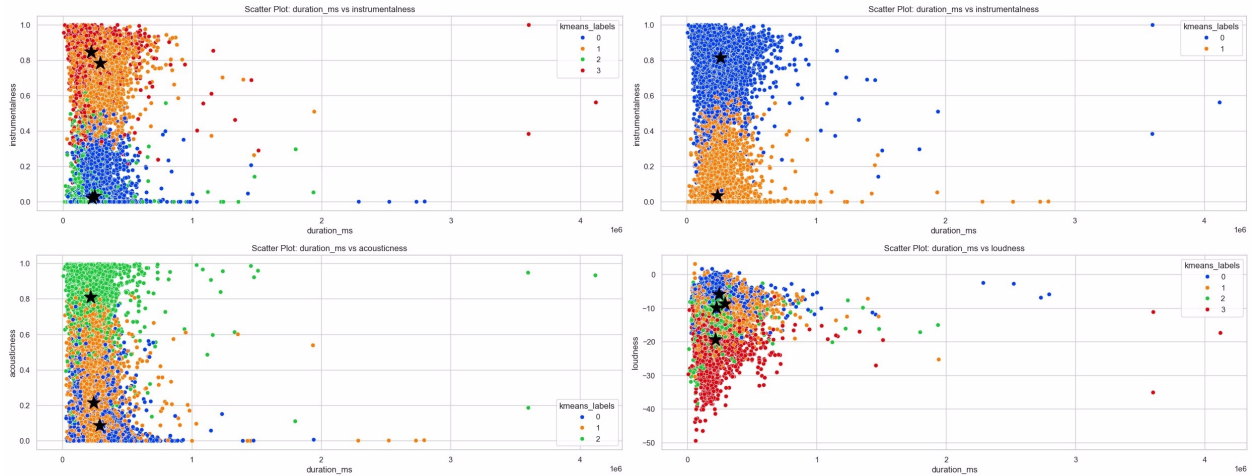 Scatter Plot: duration_ms vs instrumentalness
kmeans_labels
0
1
2
3
instrumentalness
1.0
0.8
0.6
0.4
0.2
0.0
0
1
2
3
4
1e6
duration_ms
Scatter Plot: duration_ms vs instrumentalness
kmeans_labels
0
1
instrumentalness
1.0
0.8
0.6
0.4
0.2
0.0
0
1
2
3
4
1e6
duration_ms
Scatter Plot: duration_ms vs acousticness
kmeans_labels
0
1
2
acousticness
1.0
0.8
0.6
0.4
0.2
0.0
0
1
2
3
4
1e6
duration_ms
Scatter Plot: duration_ms vs loudness
kmeans_labels
0
1
2
3
loudness
0
−10
−20
−30
−40
−50
0
1
2
3
4
1e6
duration_ms